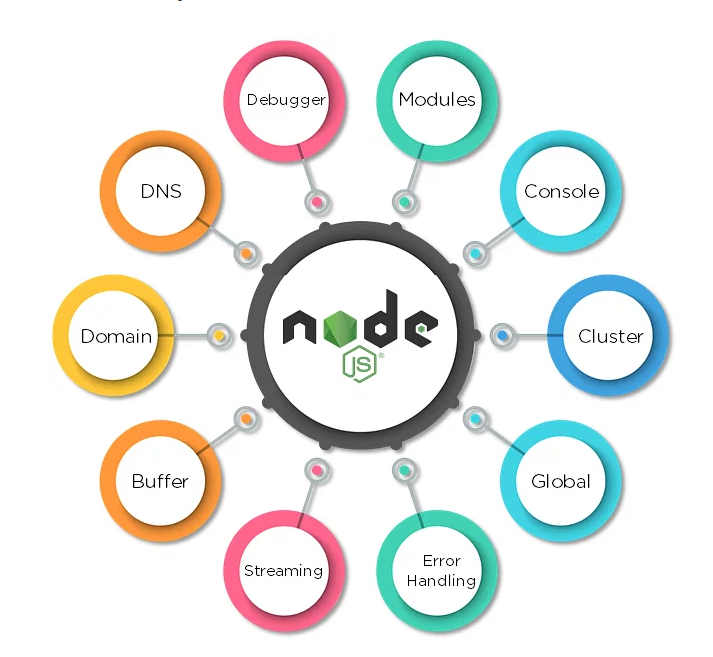 Debugger
Modules
DNS
Console
Domain
node
JS®
Cluster
Buffer
Global
Streaming
Error
Handling